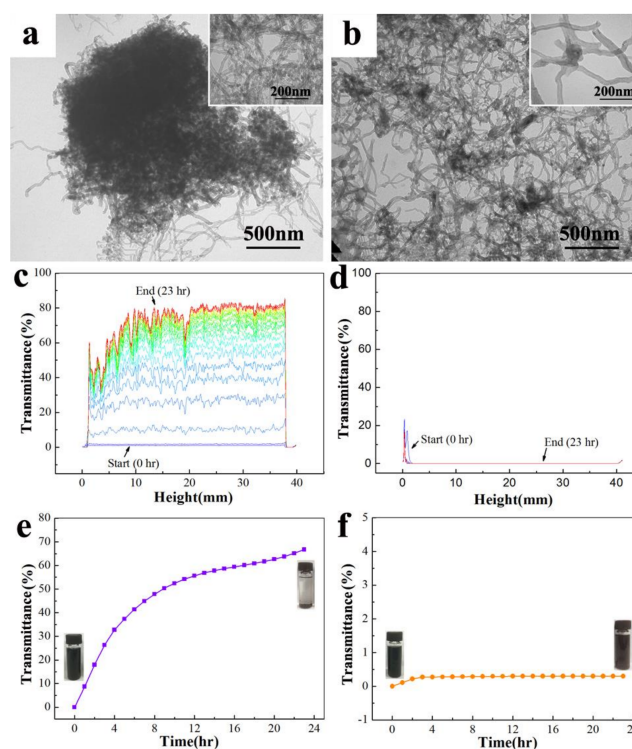 a
200nm
500nm
b
200nm
500nm
c
Transmittance(%)
100
80
60
40
20
0
End (23 hr)
Start (0 hr)
0 10 20 30 40
Height(mm)
d
Transmittance(%)
100
80
60
40
20
0
Start (0 hr)
End (23 hr)
0 10 20 30 40
Height(mm)
e
Transmittance (%)
80
70
60
50
40
30
20
10
0
0 4 8 12 16 20 24
Time(hr)
f
Transmittance (%)
5
4
3
2
1
0
-1
0 4 8 12 16 20
Time(hr)